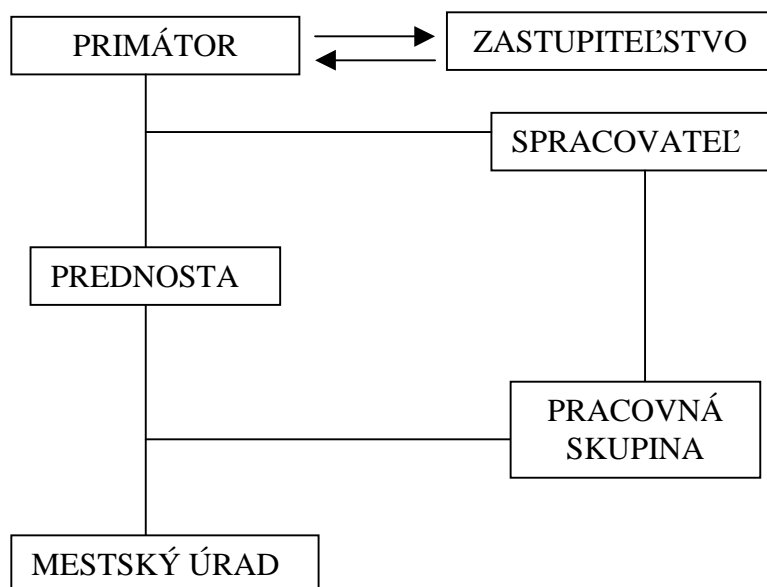 PRIMÁTOR
ZASTUPITEĽSTVO
SPRACOVATEĽ
PREDNOSTA
PRACOVNÁ
SKUPINA
MESTSKÝ ÚRAD